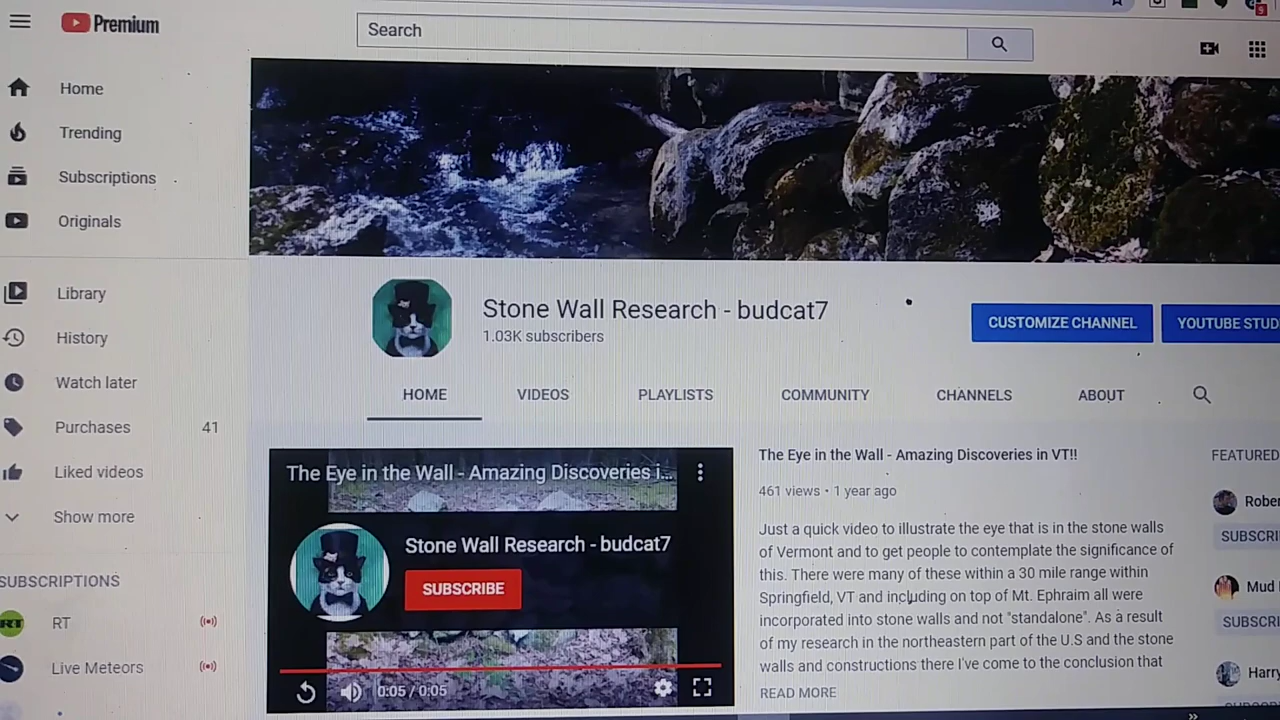 Premium
Search
9
Home
Trending
Subscriptions
Originals
Library
History
Watch later
Purchases 41
Liked videos
Show more
SUBSCRIPTIONS
RT
RT
Live Meteors
Stone Wall Research - budcat7
1.03K subscribers
CUSTOMIZE CHANNEL
YOUTUBE STUD
HOME VIDEOS PLAYLISTS COMMUNITY CHANNELS ABOUT
The Eye in the Wall - Amazing Discoveries i...
Stone Wall Research - budcat7
SUBSCRIBE
0:05 / 0:05
The Eye in the Wall - Amazing Discoveries in VT!!
461 views • 1 year ago
Just a quick video to illustrate the eye that is in the stone walls
of Vermont and to get people to contemplate the significance of
this. There were many of these within a 30 mile range within
Springfield, VT and including on top of Mt. Ephraim all were
incorporated into stone walls and not "standalone". As a result
of my research in the northeastern part of the U.S and the stone
walls and constructions there I've come to the conclusion that
READ MORE
FEATURED
Rober
SUBSCRI
Mud
SUBSCRI
Harry